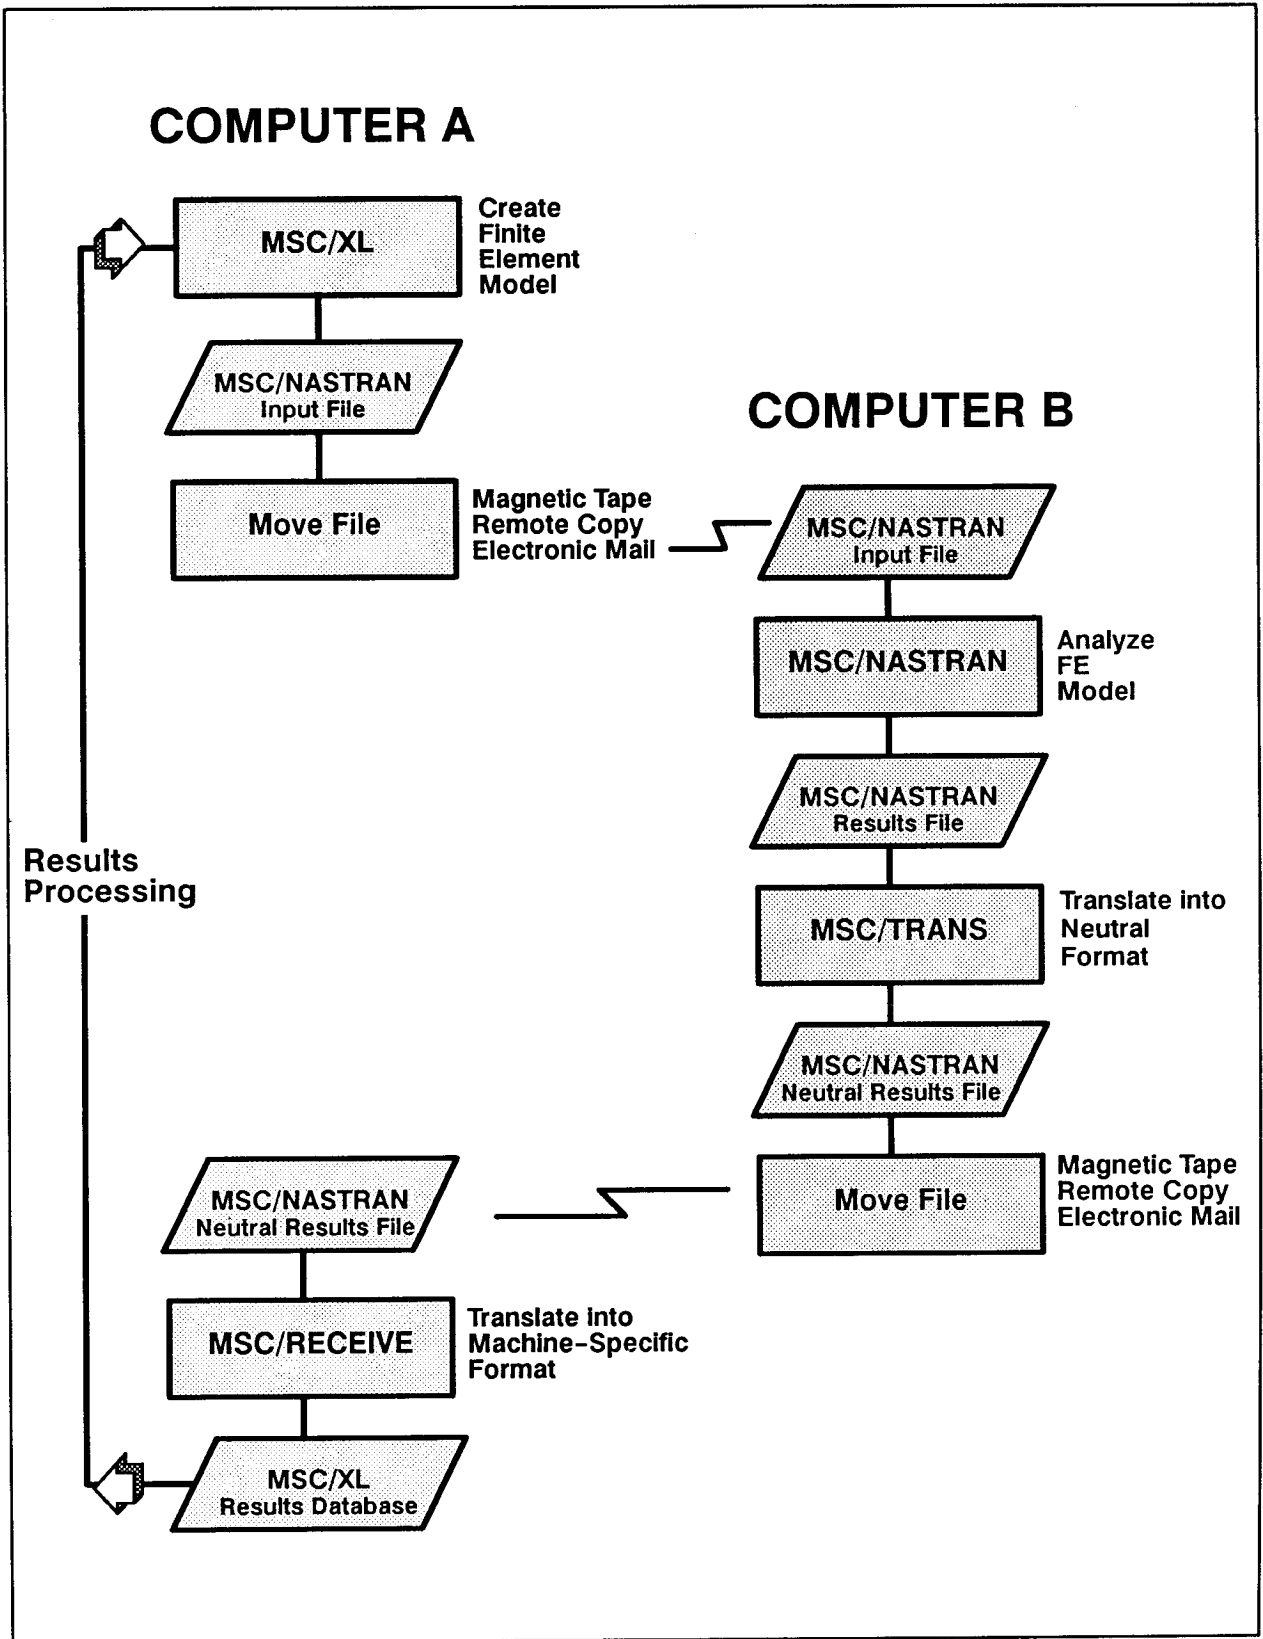 COMPUTER A
MSC/XL
Create
Finite
Element
Model
MSC/NASTRAN
Input File
Move File
Magnetic Tape
Remote Copy
Electronic Mail
COMPUTER B
MSC/NASTRAN
Input File
MSC/NASTRAN
Analyze
FE
Model
MSC/NASTRAN
Results File
MSC/TRANS
Translate into
Neutral
Format
MSC/NASTRAN
Neutral Results File
Move File
Magnetic Tape
Remote Copy
Electronic Mail
MSC/NASTRAN
Neutral Results File
MSC/RECEIVE
Translate into
Machine-Specific
Format
MSC/XL
Results Database
Results
Processing